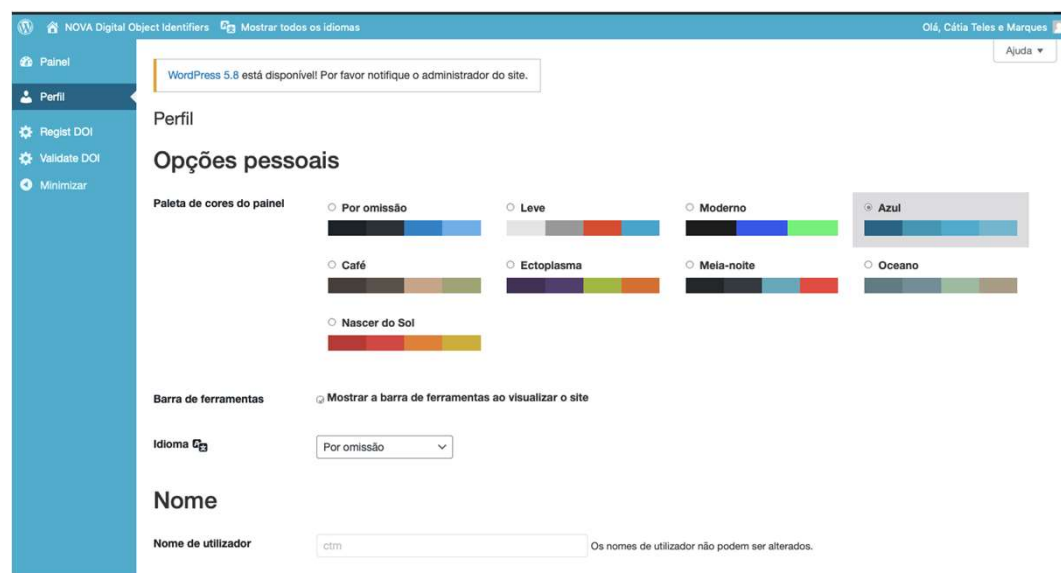 NOVA Digital Object Identifiers Mostrar todos os idiomas Olá, Cátia Teles e Marques
Ajuda
Painel
Perfil
Regist DOI
Validate DOI
Minimizar
WordPress 5.8 está disponível! Por favor notifique o administrador do site.
Perfil
Opções pessoais
Paleta de cores do painel
Por omissão Leve Moderno Azul
Café Ectoplasma Meia-noite Oceano
Nascer do Sol
Barra de ferramentas Mostrar a barra de ferramentas ao visualizar o site
Idioma Por omissão
Nome
Nome de utilizador ctm Os nomes de utilizador não podem ser alterados.